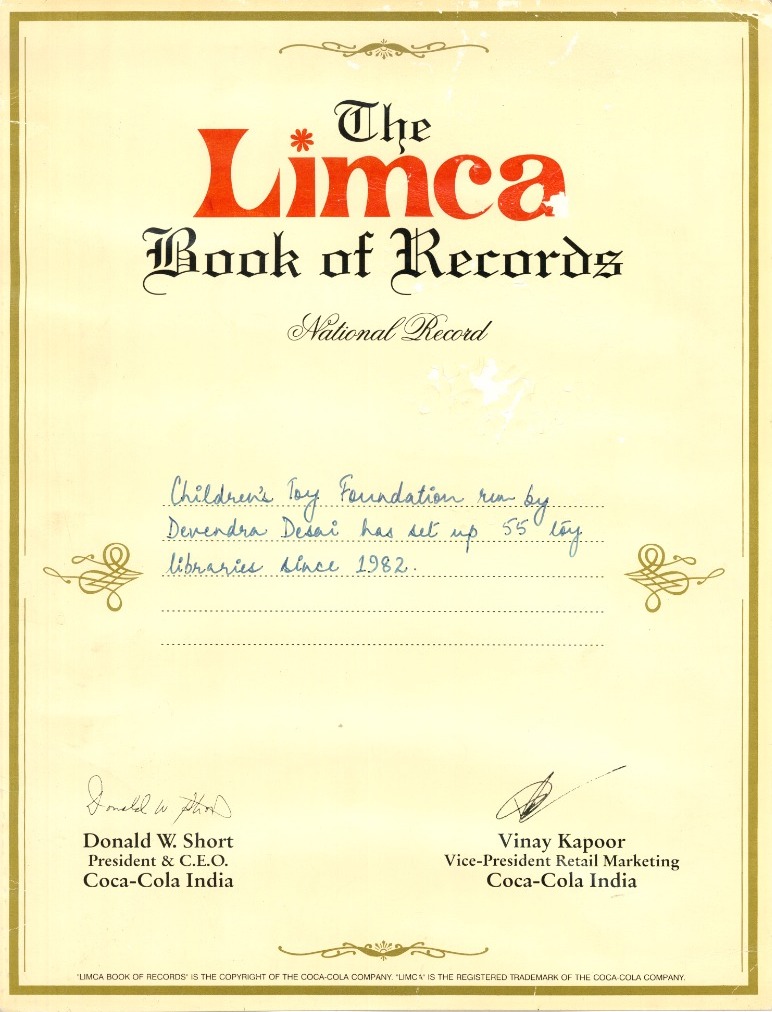 The
Limca
Book of Records
National Record
Children's Toy Foundation run by
Devendra Desai has set up 55 toy
libraries since 1982.
Donald W Short
Donald W. Short
President & C.E.O.
Coca-Cola India
Vinay Kapoor
Vice-President Retail Marketing
Coca-Cola India
"LIMCA BOOK OF RECORDS" IS THE COPYRIGHT OF THE COCA-COLA COMPANY. "LIMCA" IS THE REGISTERED TRADEMARK OF THE COCA-COLA COMPANY.